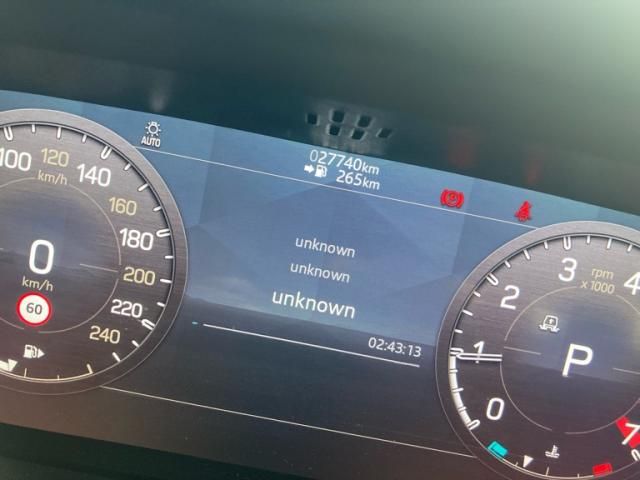 AUTO
027740km
265km
100 120 140
km/h
160
180
200
220
240
0
km/h
60
unknown
unknown
unknown
02:43:13
0 1 2 3 4
rpm
x 1000
P
7